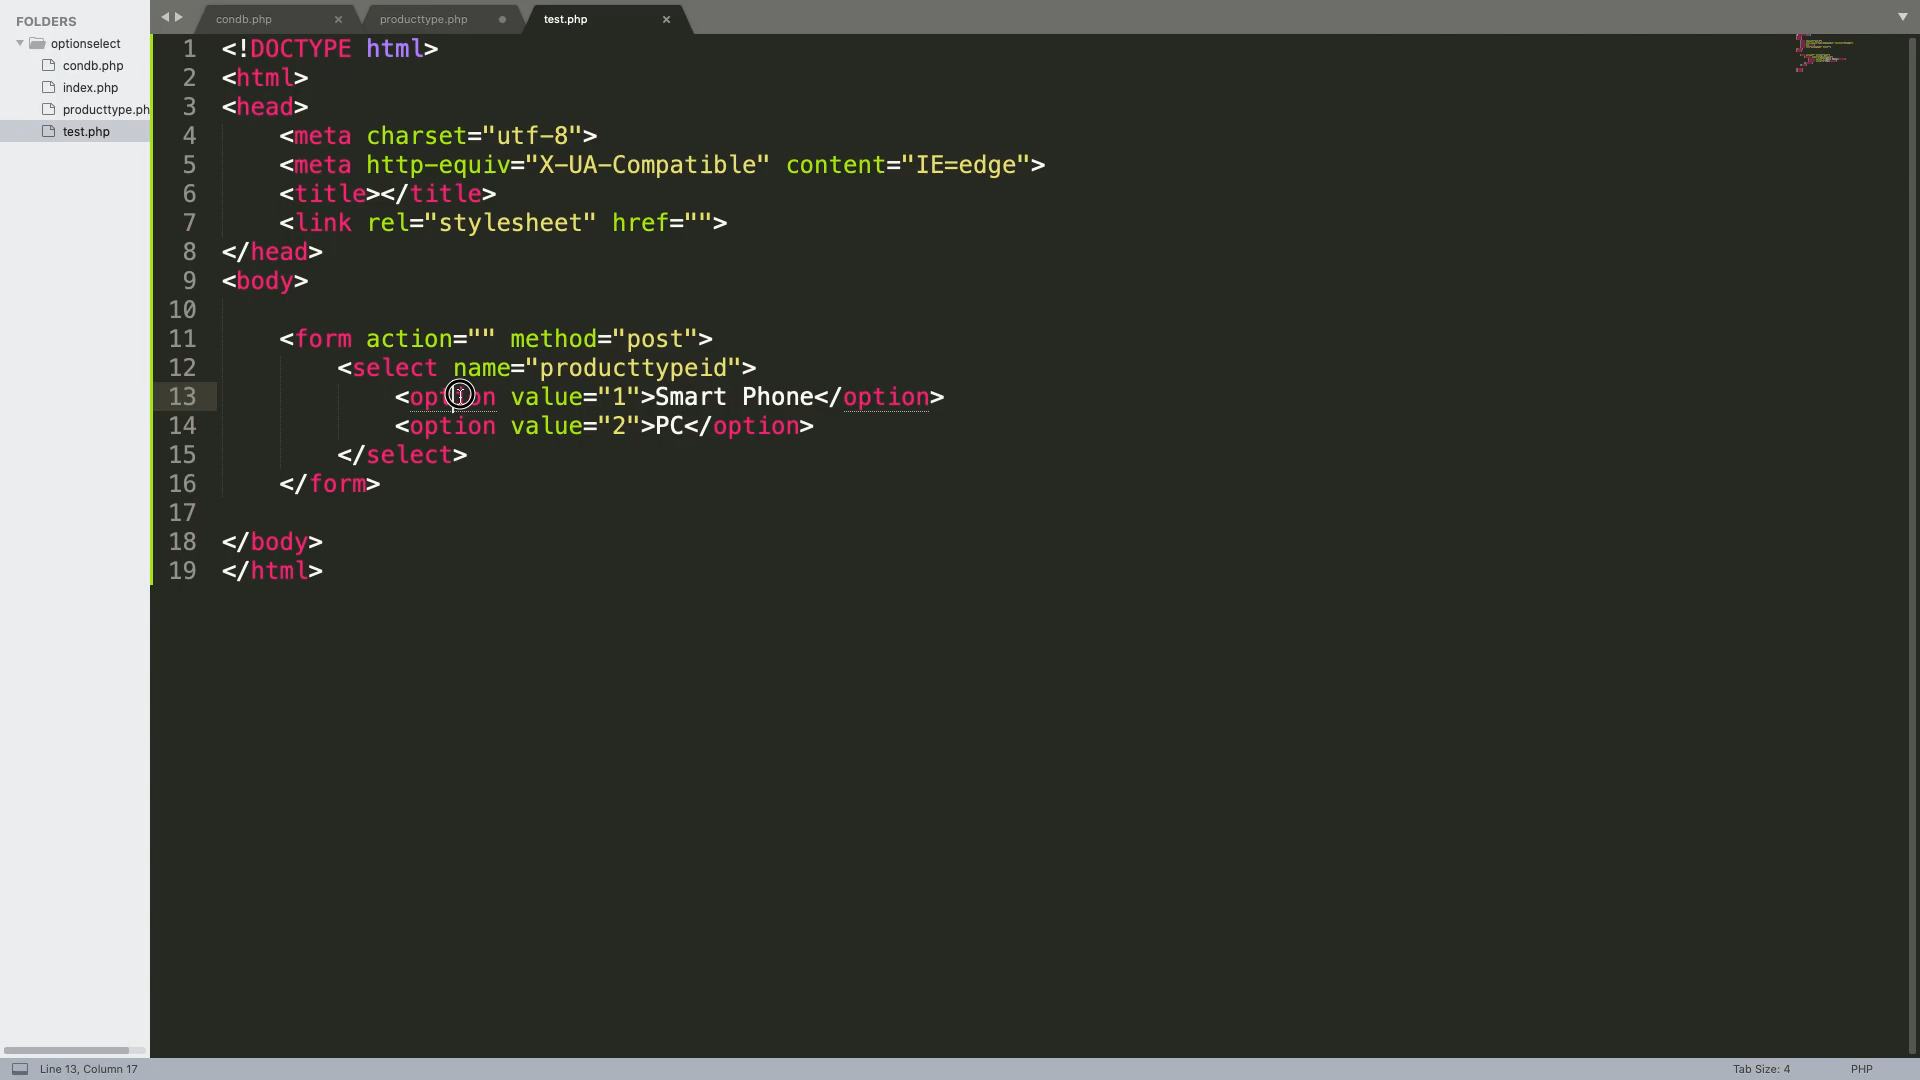 FOLDERS
optionselect
condb.php
index.php
producttype.ph
test.php
condb.php
producttype.php
test.php
1 <!DOCTYPE html>
2 <html>
3 <head>
4 <meta charset="utf-8">
5 <meta http-equiv="X-UA-Compatible" content="IE=edge">
6 <title></title>
7 <link rel="stylesheet" href="">
8 </head>
9 <body>
10
11 <form action="" method="post">
12 <select name="producttypeid">
13 <option value="1">Smart Phone</option>
14 <option value="2">PC</option>
15 </select>
16 </form>
17
18 </body>
19 </html>
Line 13, Column 17
Tab Size: 4
PHP